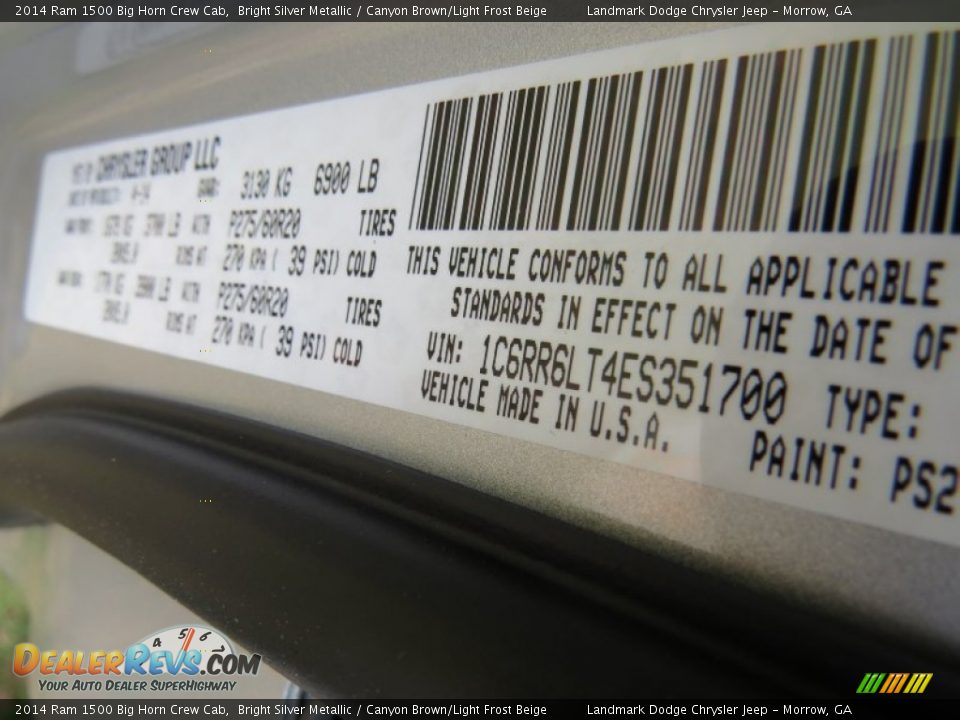 2014 Ram 1500 Big Horn Crew Cab, Bright Silver Metallic / Canyon Brown/Light Frost Beige Landmark Dodge Chrysler Jeep - Morrow, GA
CHRYSLER GROUP LLC
3130 KG 6900 LB
P275/60R20 TIRES
270 KPA ( 39 PSI) COLD
P275/60R20 TIRES
270 KPA ( 39 PSI) COLD
THIS VEHICLE CONFORMS TO ALL APPLICABLE
STANDARDS IN EFFECT ON THE DATE OF
VIN: 1C6RR6LT4ES351700 TYPE:
VEHICLE MADE IN U.S.A.
PAINT: PS2
4 5 6
DealerRevs.com
Your Auto Dealer SuperHighway
2014 Ram 1500 Big Horn Crew Cab, Bright Silver Metallic / Canyon Brown/Light Frost Beige Landmark Dodge Chrysler Jeep - Morrow, GA